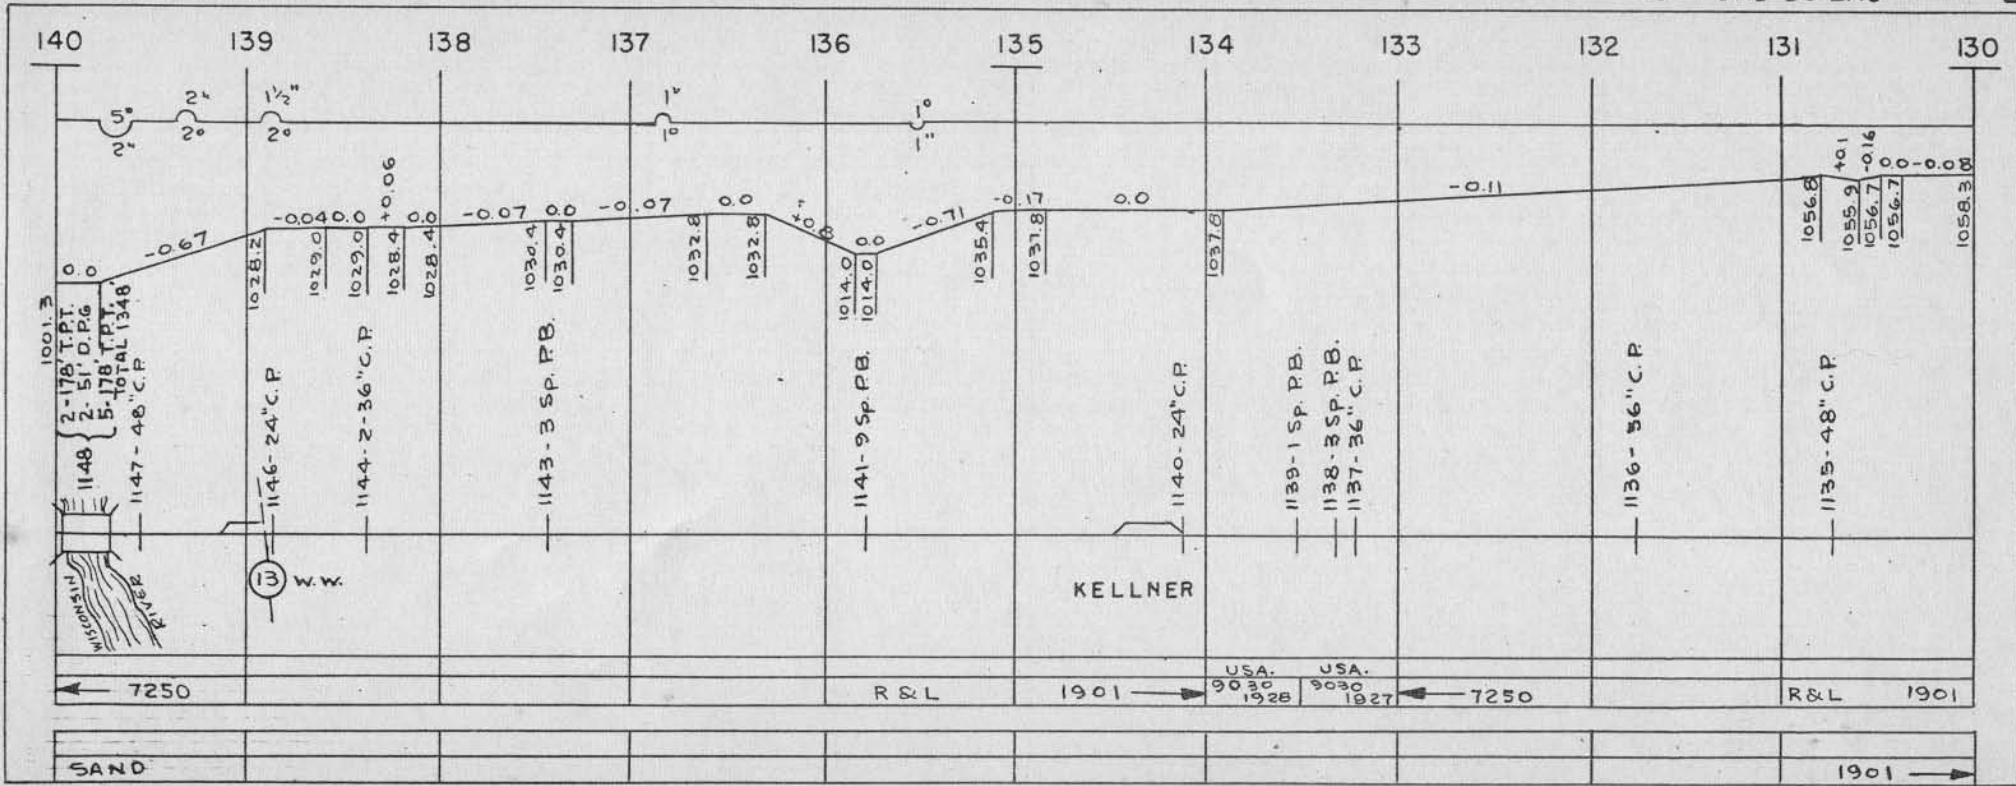 140 139 138 137 136 135 134 133 132 131 130
5° 2" 1½" 1" 1°
2" 2° 2° 1° 1"
0.0 -0.67 -0.04 0.0 +0.06 0.0 -0.07 0.0 -0.07 0.0 0.0 -0.71 -0.17 0.0 -0.11 +0.1 -0.16 0.0 -0.08
1001.3 1028.2 1029.0 1029.0 1028.4 1028.4 1030.4 1030.4 1032.8 1032.8 1014.0 1014.0 1035.4 1037.8 1037.8 1056.8 1055.9 1056.7 1056.7 1058.3
2-178' T.P.T.
1148 2-51' D.P.G
5-178' T.P.T.
TOTAL 1348'
1147-48" C.P.
1146-24" C.P.
1144-2-36" C.P.
1143-3 Sp. P.B.
1141-9 Sp. P.B.
1140-24" C.P.
1139-1 Sp. P.B.
1138-3 Sp. P.B.
1137-36" C.P.
1136-36" C.P.
1135-48" C.P.
13 W.W.
WISCONSIN RIVER
KELLNER
USA. USA.
7250 R & L 1901 9030 1928 9030 1927 7250 R & L 1901
SAND
1901